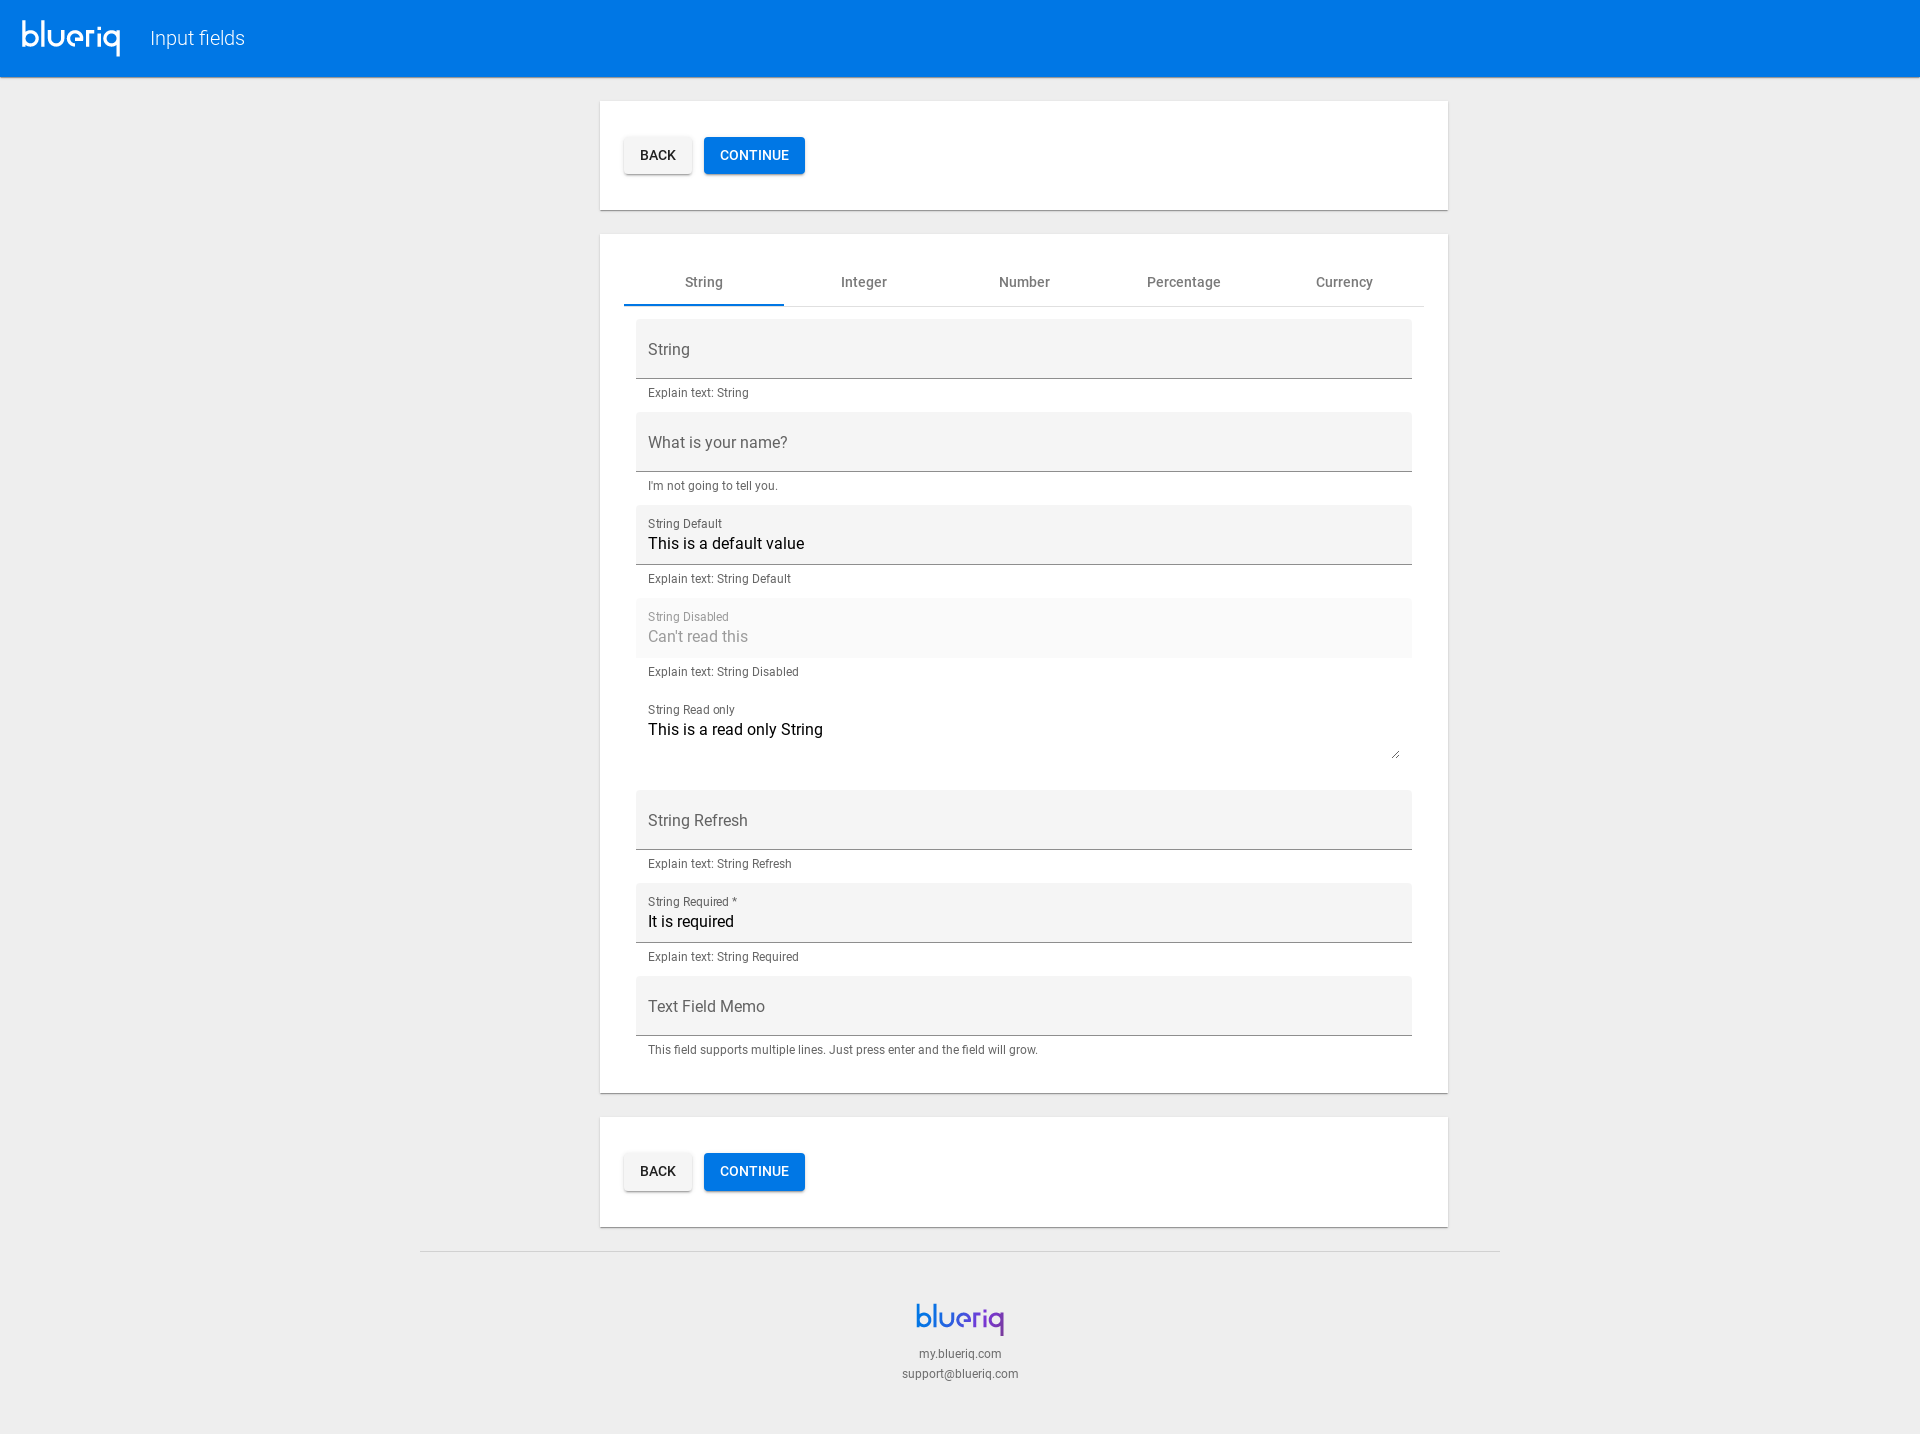 blueriq Input fields
BACK CONTINUE
String Integer Number Percentage Currency
String
Explain text: String
What is your name?
I'm not going to tell you.
String Default
This is a default value
Explain text: String Default
String Disabled
Can't read this
Explain text: String Disabled
String Read only
This is a read only String
String Refresh
Explain text: String Refresh
String Required *
It is required
Explain text: String Required
Text Field Memo
This field supports multiple lines. Just press enter and the field will grow.
BACK CONTINUE
blueriq
my.blueriq.com
support@blueriq.com